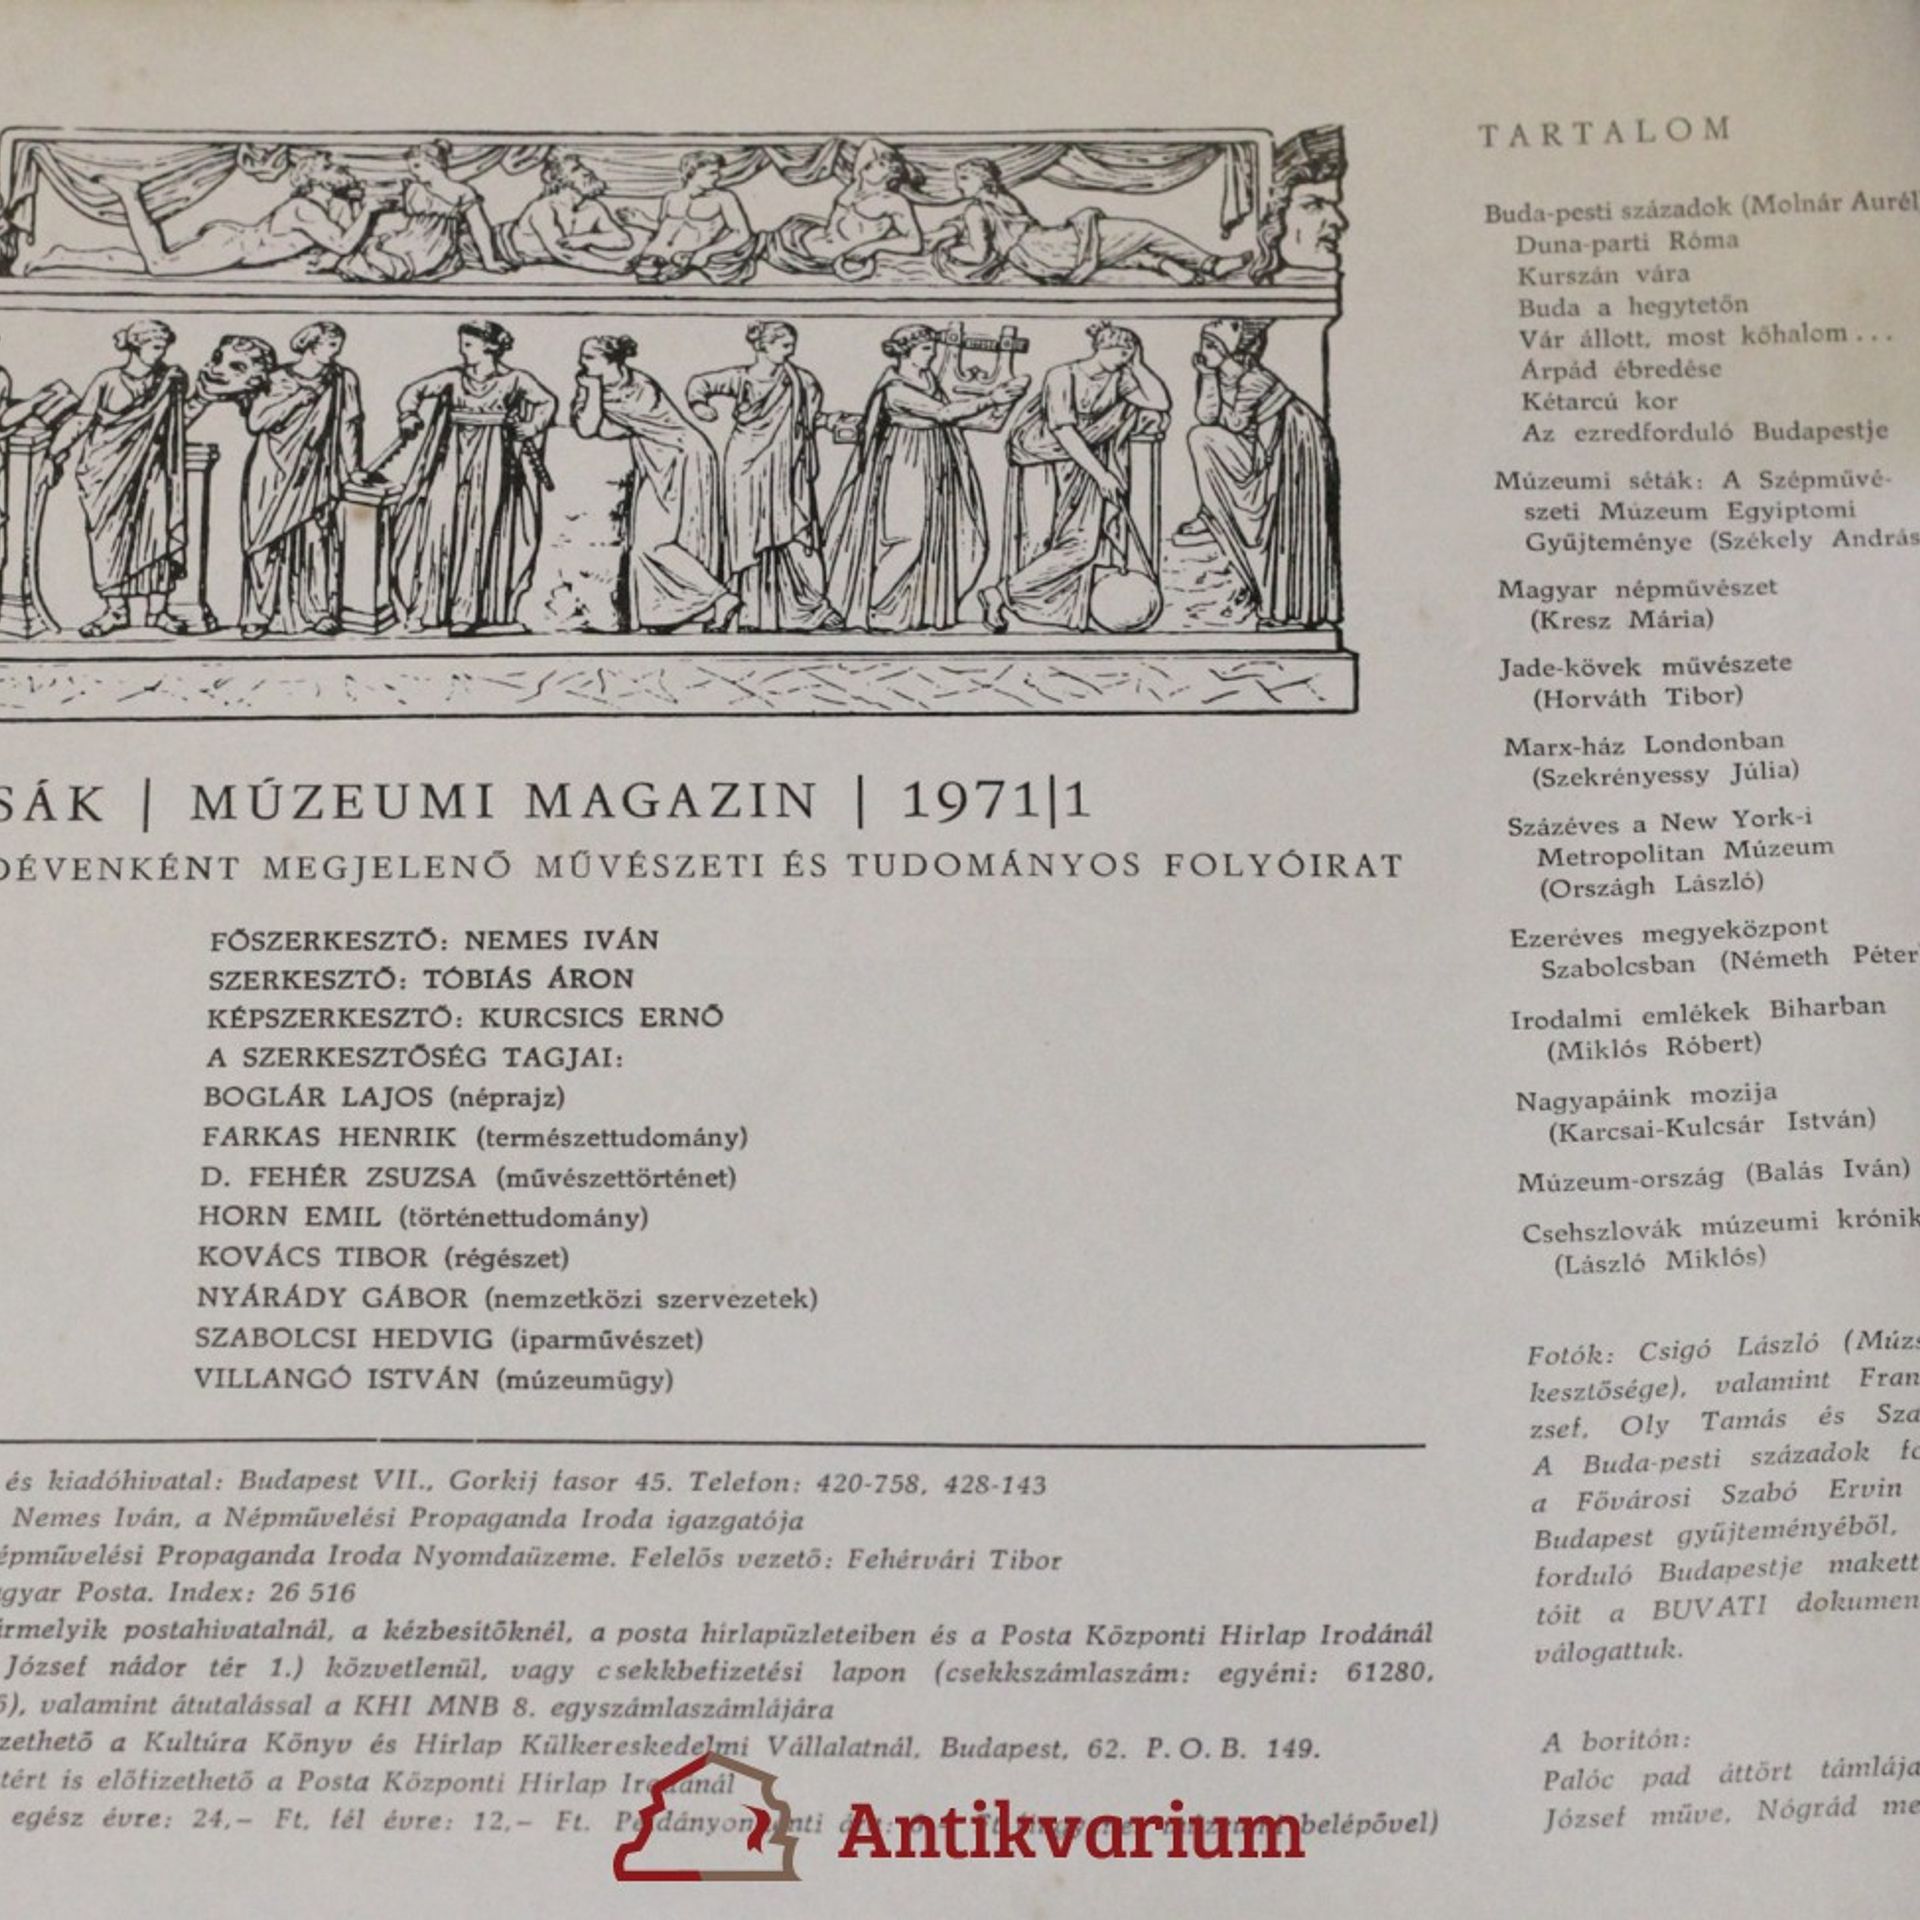 SÁK | MÚZEUMI MAGAZIN | 1971|1
DÉVENKÉNT MEGJELENŐ MŰVÉSZETI ÉS TUDOMÁNYOS FOLYÓIRAT
FŐSZERKESZTŐ: NEMES IVÁN
SZERKESZTŐ: TÓBIÁS ÁRON
KÉPSZERKESZTŐ: KURCSICS ERNŐ
A SZERKESZTŐSÉG TAGJAI:
BOGLÁR LAJOS (néprajz)
FARKAS HENRIK (természettudomány)
D. FEHÉR ZSUZSA (művészettörténet)
HORN EMIL (történettudomány)
KOVÁCS TIBOR (régészet)
NYÁRÁDY GÁBOR (nemzetközi szervezetek)
SZABOLCSI HEDVIG (iparművészet)
VILLANGÓ ISTVÁN (múzeumügy)
és kiadóhivatal: Budapest VII., Gorkij fasor 45. Telefon: 420-758, 428-143
Nemes Iván, a Népművelési Propaganda Iroda igazgatója
épművelési Propaganda Iroda Nyomdaüzeme. Felelős vezető: Fehérvári Tibor
gyar Posta. Index: 26 516
ármelyik postahivatalnál, a kézbesítőknél, a posta hírlapüzleteiben és a Posta Központi Hírlap Irodánál
József nádor tér 1.) közvetlenül, vagy csekkbefizetési lapon (csekkszámlaszám: egyéni: 61280,
6), valamint átutalással a KHI MNB 8. egyszámlaszámlájára
zethető a Kultúra Könyv és Hírlap Külkereskedelmi Vállalatnál, Budapest, 62. P.O.B. 149.
tért is előfizethető a Posta Központi Hírlap Irodánál
egész évre: 24,– Ft, fél évre: 12,– Ft. belépővel)
TARTALOM
Buda-pesti századok (Molnár Aurél
Duna-parti Róma
Kurszán vára
Buda a hegytetőn
Vár állott, most kőhalom...
Árpád ébredése
Kétarcú kor
Az ezredforduló Budapestje
Múzeumi séták: A Szépművé-
szeti Múzeum Egyiptomi
Gyűjteménye (Székely András
Magyar népművészet
(Kresz Mária)
Jade-kövek művészete
(Horváth Tibor)
Marx-ház Londonban
(Szekrényessy Júlia)
Százéves a New York-i
Metropolitan Múzeum
(Országh László)
Ezeréves megyeközpont
Szabolcsban (Németh Péter
Irodalmi emlékek Biharban
(Miklós Róbert)
Nagyapáink mozija
(Karcsai-Kulcsár István)
Múzeum-ország (Balás Iván)
Csehszlovák múzeumi krónik
(László Miklós)
Fotók: Csigó László (Múzs
kesztősége), valamint Fran
zsef, Oly Tamás és Sza
A Buda-pesti századok fo
a Fővárosi Szabó Ervin
Budapest gyűjteményéből,
forduló Budapestje makett
tóit a BUVATI dokumen
válogattuk.
A borítón:
Palóc pad áttört támlája
József műve, Nógrád me
Antikvarium